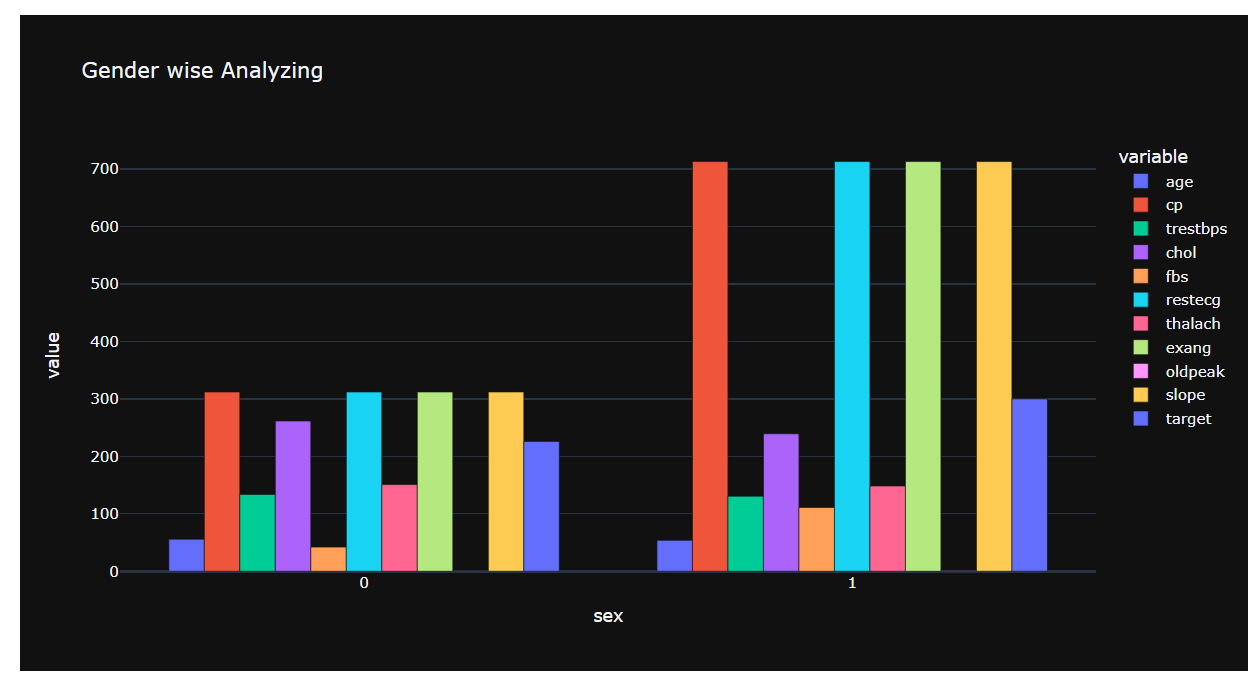 Gender wise Analyzing
700
600
500
400
300
200
100
0
value
0
1
sex
variable
age
cp
trestbps
chol
fbs
restecg
thalach
exang
oldpeak
slope
target